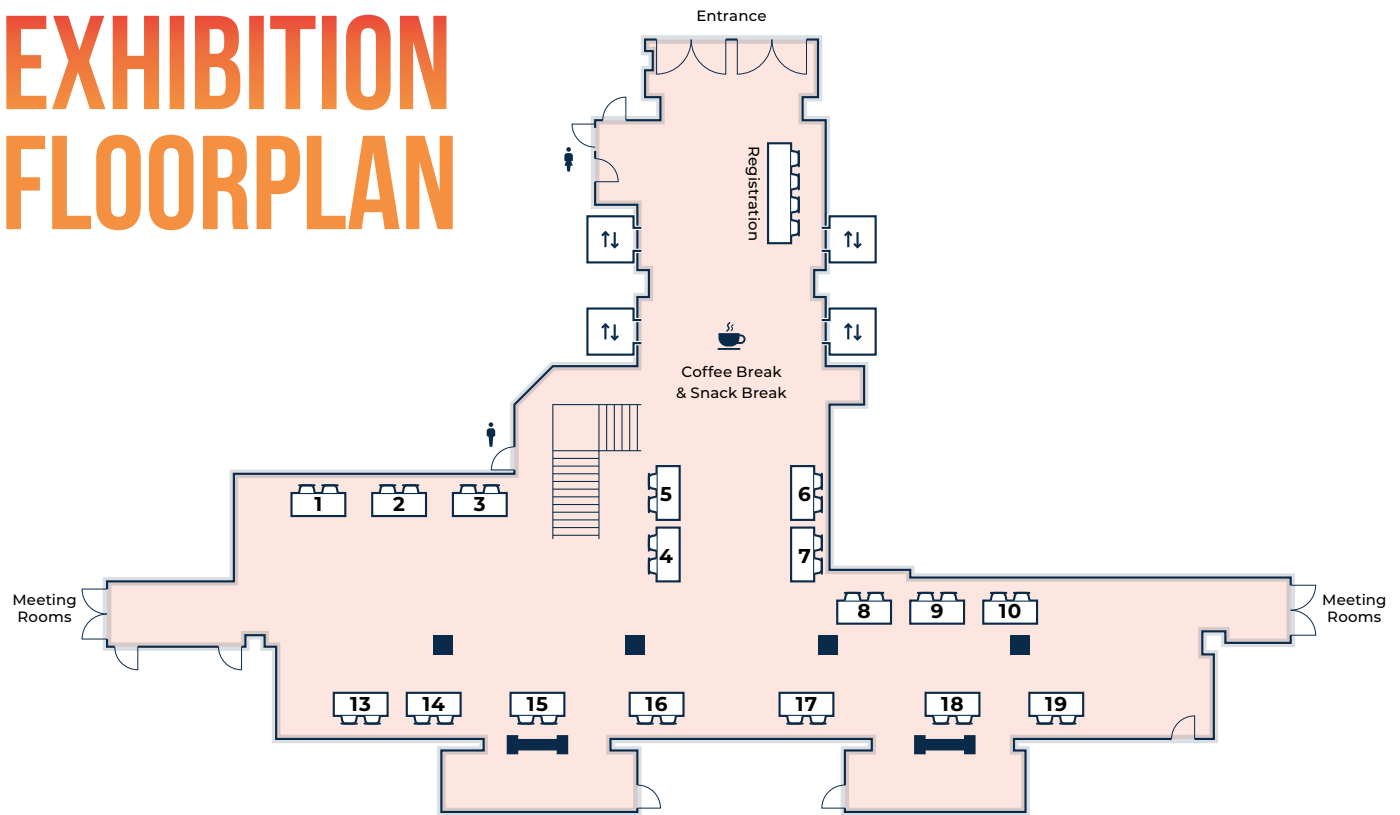 EXHIBITION
FLOORPLAN
Entrance
Registration
Coffee Break
& Snack Break
1
2
3
5
4
6
7
Meeting
Rooms
8
9
10
Meeting
Rooms
13
14
15
16
17
18
19